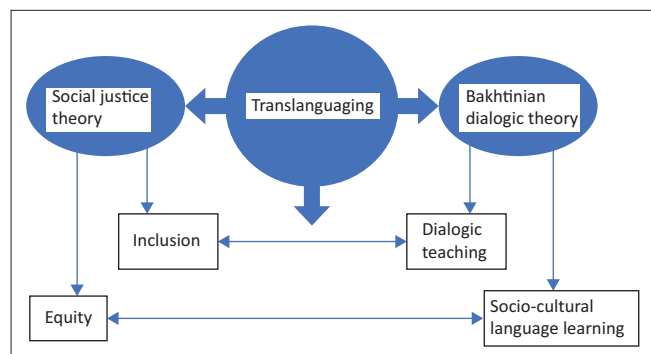 Social justice
theory
Translanguaging
Bakhtinian
dialogic theory
Inclusion
Dialogic
teaching
Equity
Socio-cultural
language learning